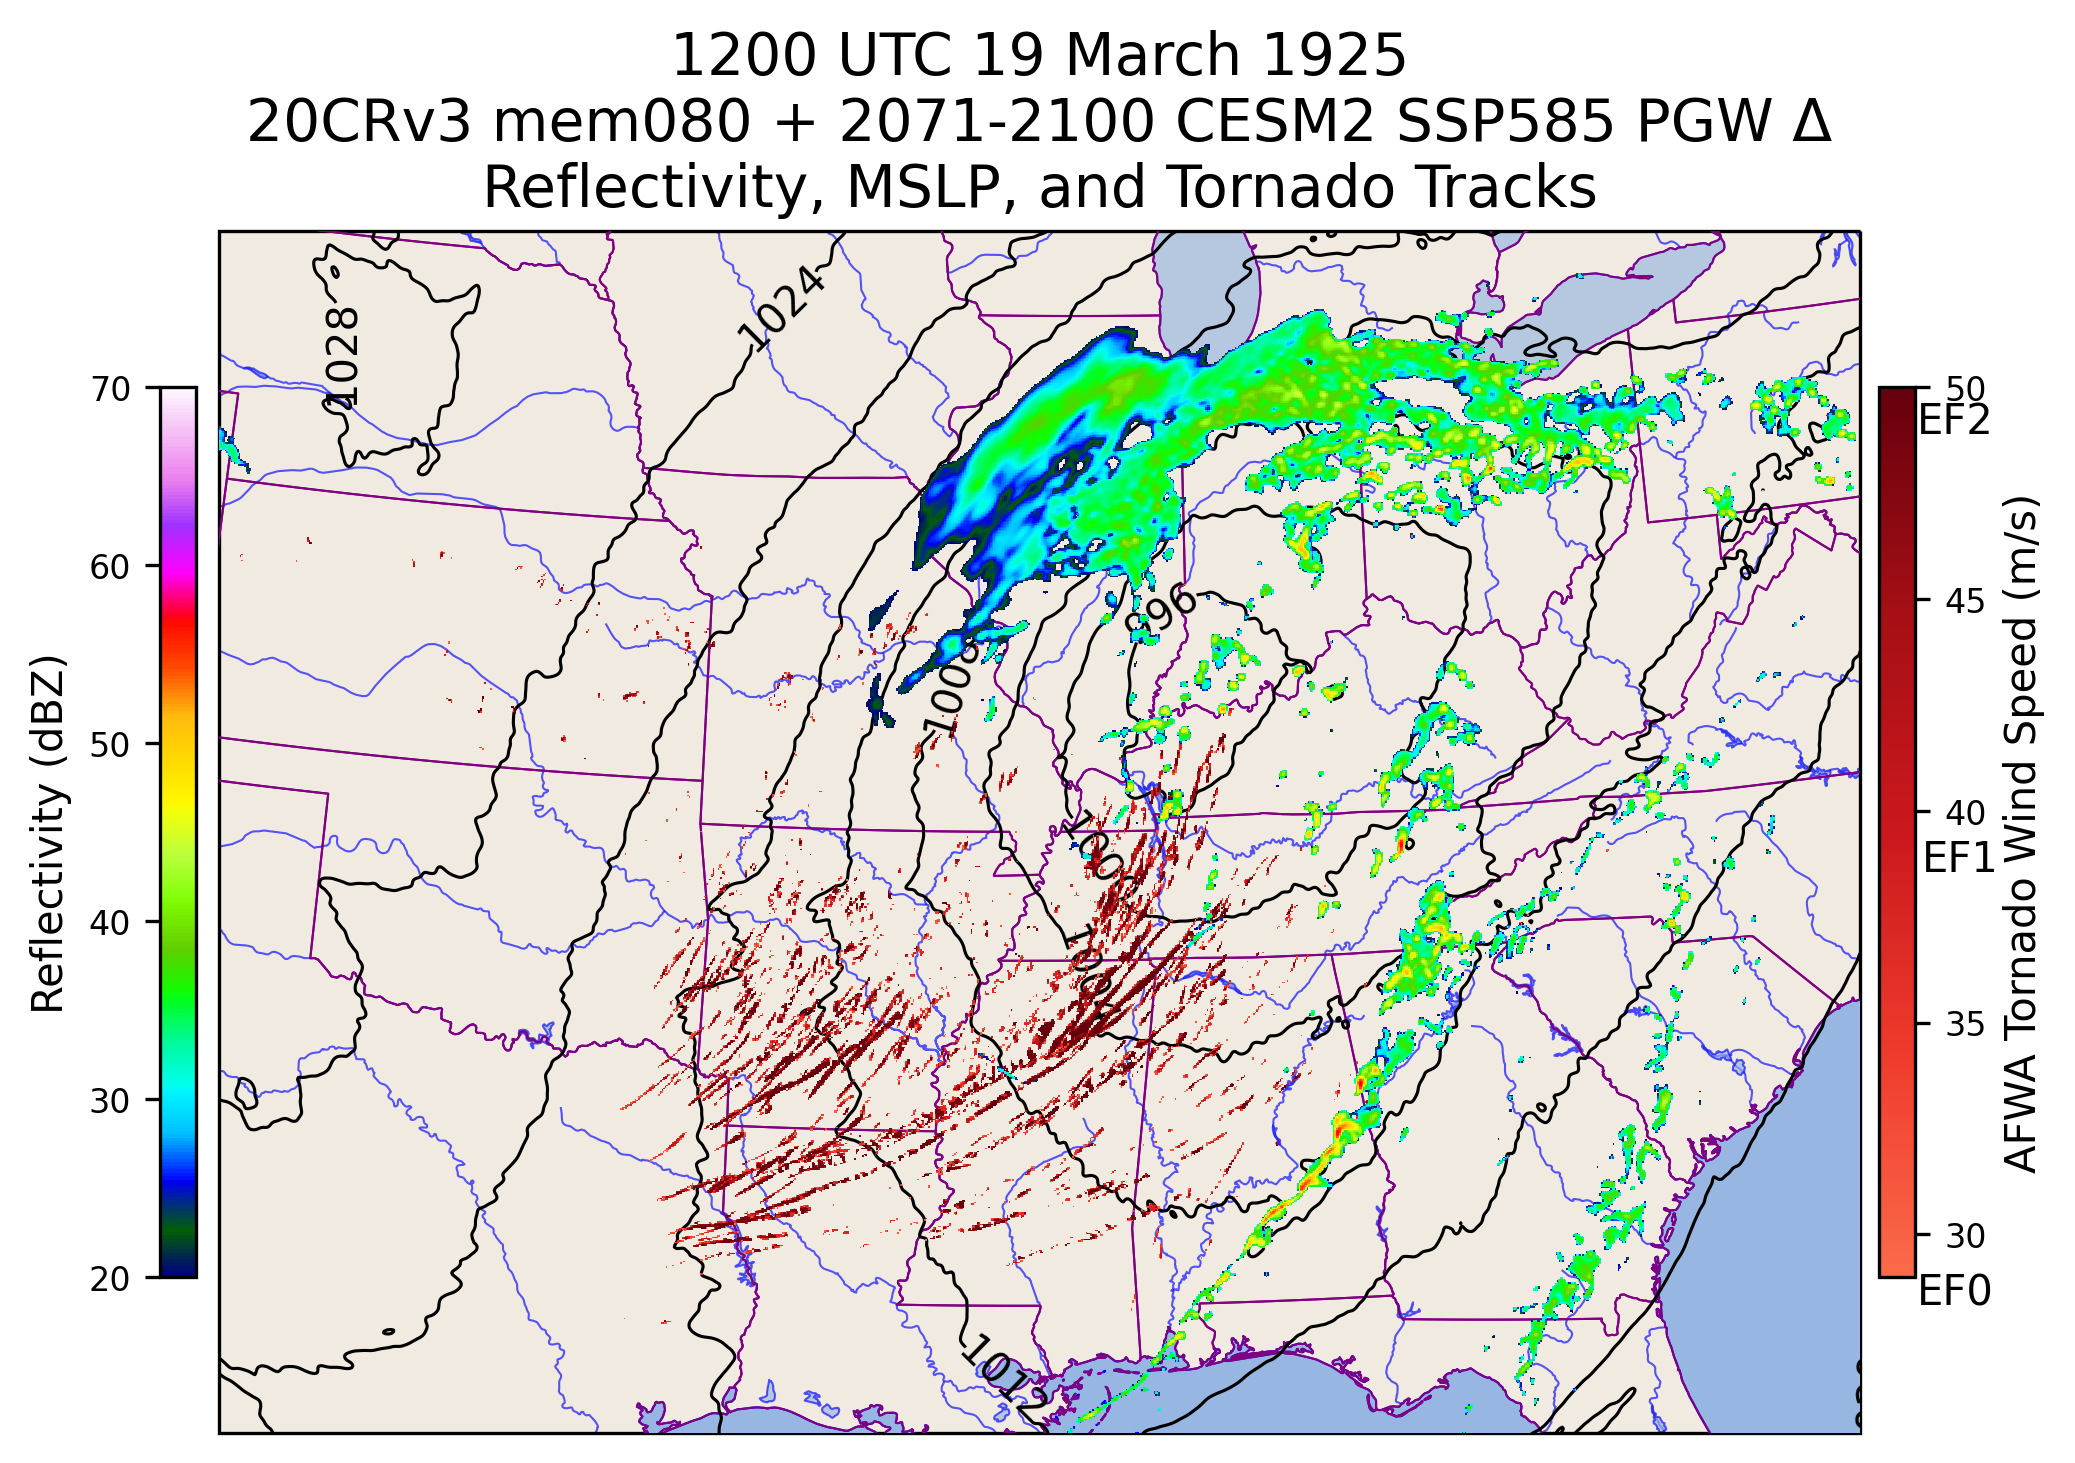 1200 UTC 19 March 1925
20CRv3 mem080 + 2071-2100 CESM2 SSP585 PGW Δ
Reflectivity, MSLP, and Tornado Tracks
Reflectivity (dBZ)
70
60
50
40
30
20
1028
1024
1008
996
1012
AFWA Tornado Wind Speed (m/s)
50
EF2
45
40
EF1
35
30
EF0